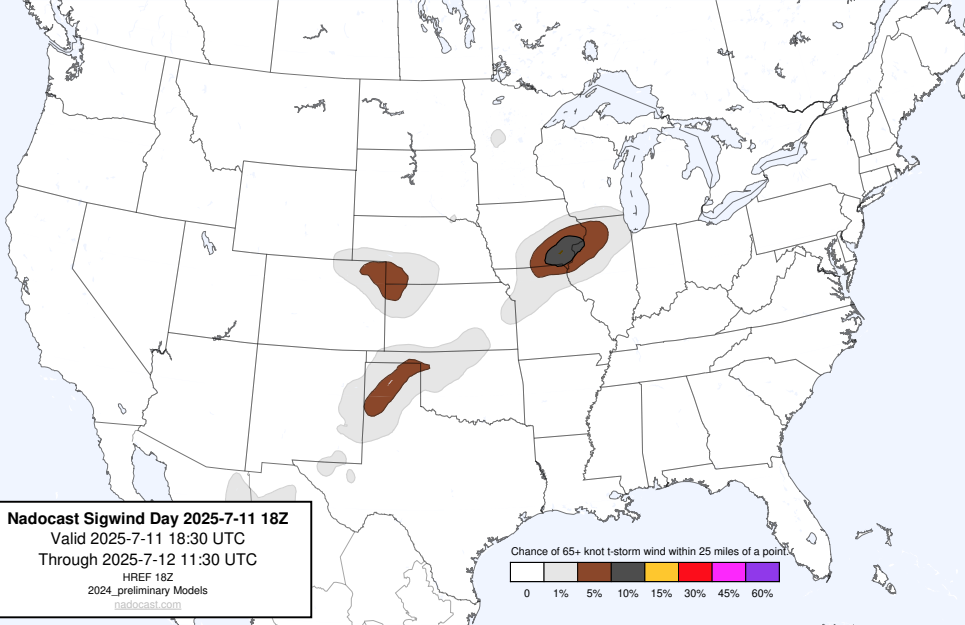 Nadocast Sigwind Day 2025-7-11 18Z
Valid 2025-7-11 18:30 UTC
Through 2025-7-12 11:30 UTC
HREF 18Z
2024_preliminary Models
nadocast.com
Chance of 65+ knot t-storm wind within 25 miles of a point.
0 1% 5% 10% 15% 30% 45% 60%